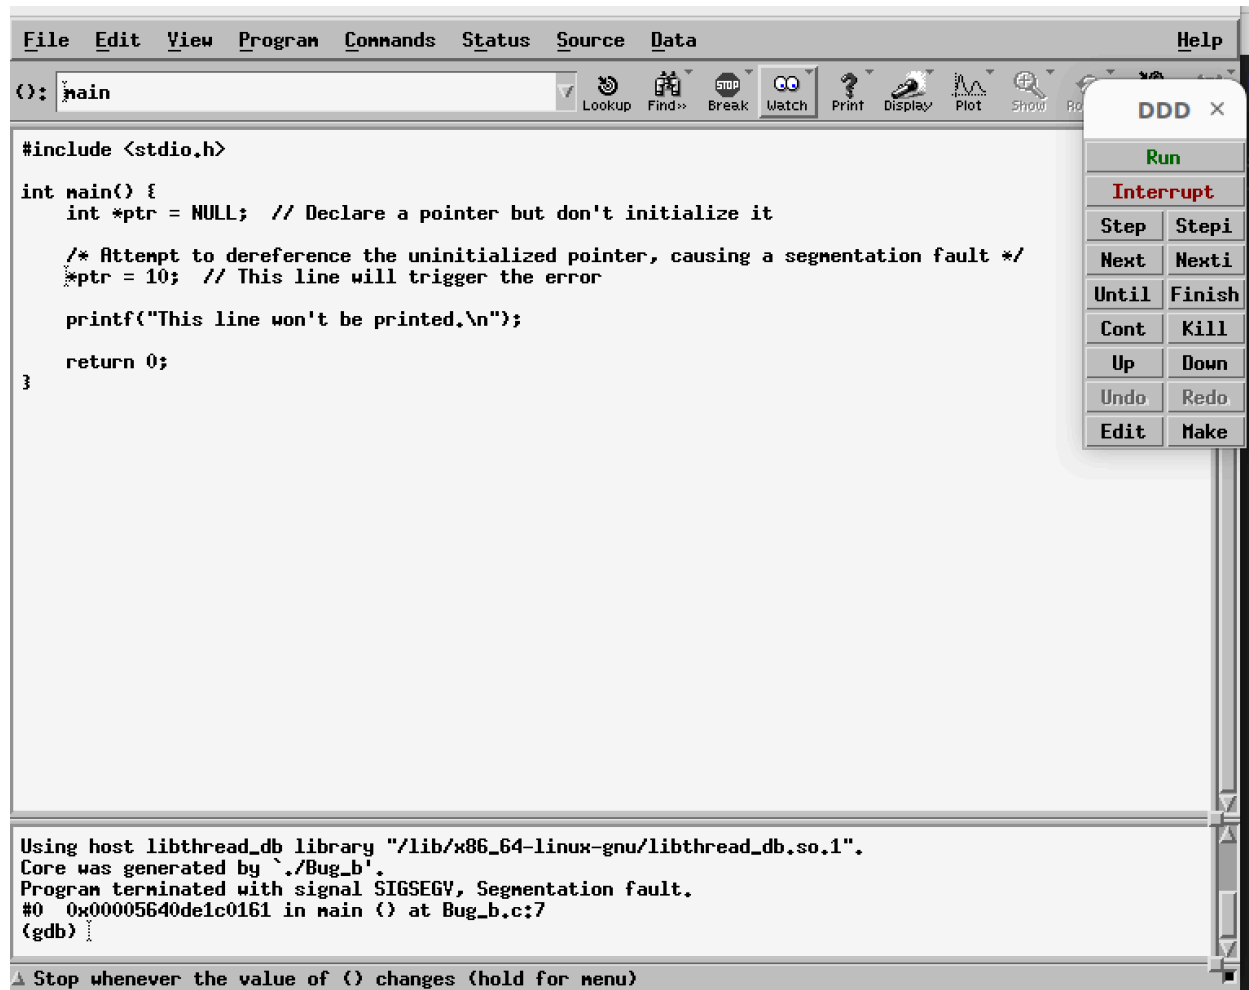 File Edit View Program Commands Status Source Data Help
(): main
Lookup Find» Break Watch Print Display Plot Show
DDD ×
Run
Interrupt
Step Stepi
Next Nexti
Until Finish
Cont Kill
Up Down
Undo Redo
Edit Make
#include <stdio.h>
int main() {
int *ptr = NULL;  // Declare a pointer but don't initialize it
/* Attempt to dereference the uninitialized pointer, causing a segmentation fault */
*ptr = 10;  // This line will trigger the error
printf("This line won't be printed.\n");
return 0;
}
Using host libthread_db library "/lib/x86_64-linux-gnu/libthread_db.so.1".
Core was generated by `./Bug_b'.
Program terminated with signal SIGSEGV, Segmentation fault.
#0  0x00005640de1c0161 in main () at Bug_b.c:7
(gdb)
Stop whenever the value of () changes (hold for menu)